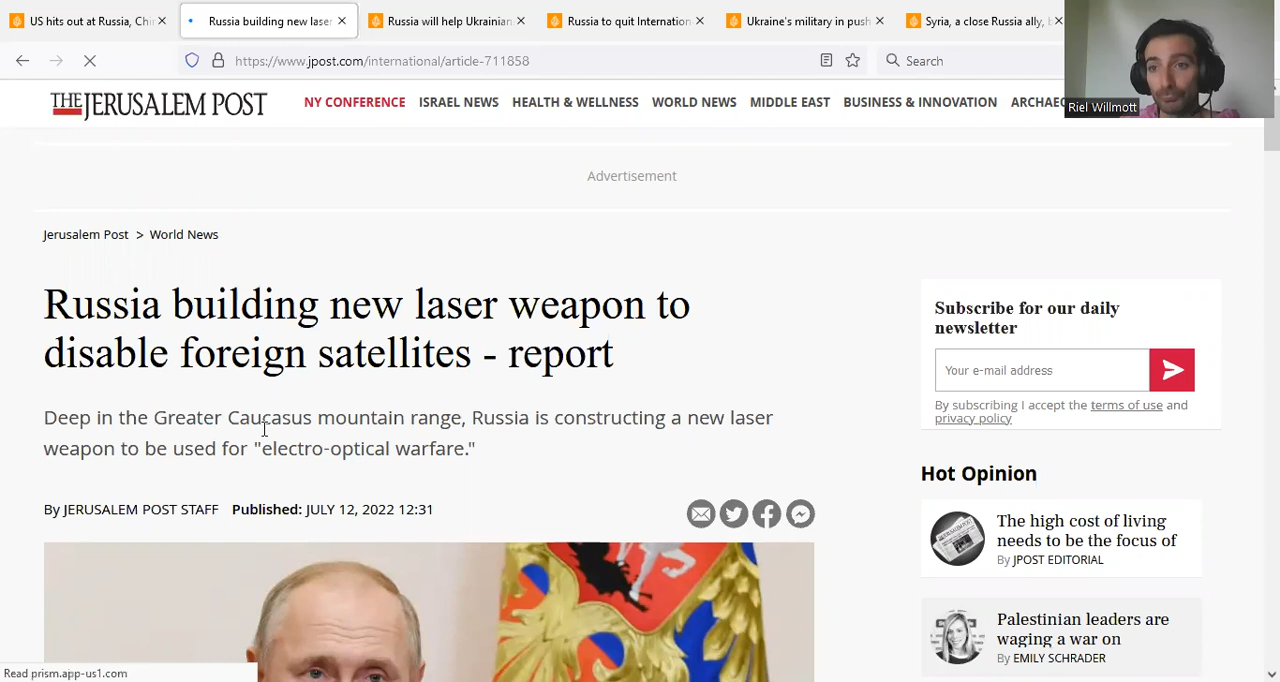 US hits out at Russia, Chi
Russia building new laser
Russia will help Ukrainian
Russia to quit Internation
Ukraine's military in push
Syria, a close Russia ally, b
https://www.jpost.com/international/article-711858
Search
Riel Willmott
THE JERUSALEM POST
NY CONFERENCE ISRAEL NEWS HEALTH & WELLNESS WORLD NEWS MIDDLE EAST BUSINESS & INNOVATION ARCHAEO
Advertisement
Jerusalem Post > World News
Russia building new laser weapon to
disable foreign satellites - report
Deep in the Greater Caucasus mountain range, Russia is constructing a new laser
weapon to be used for "electro-optical warfare."
By JERUSALEM POST STAFF Published: JULY 12, 2022 12:31
Subscribe for our daily
newsletter
Your e-mail address
By subscribing I accept the terms of use and
privacy policy
Hot Opinion
The high cost of living
needs to be the focus of
By JPOST EDITORIAL
Palestinian leaders are
waging a war on
By EMILY SCHRADER
Read prism.app-us1.com